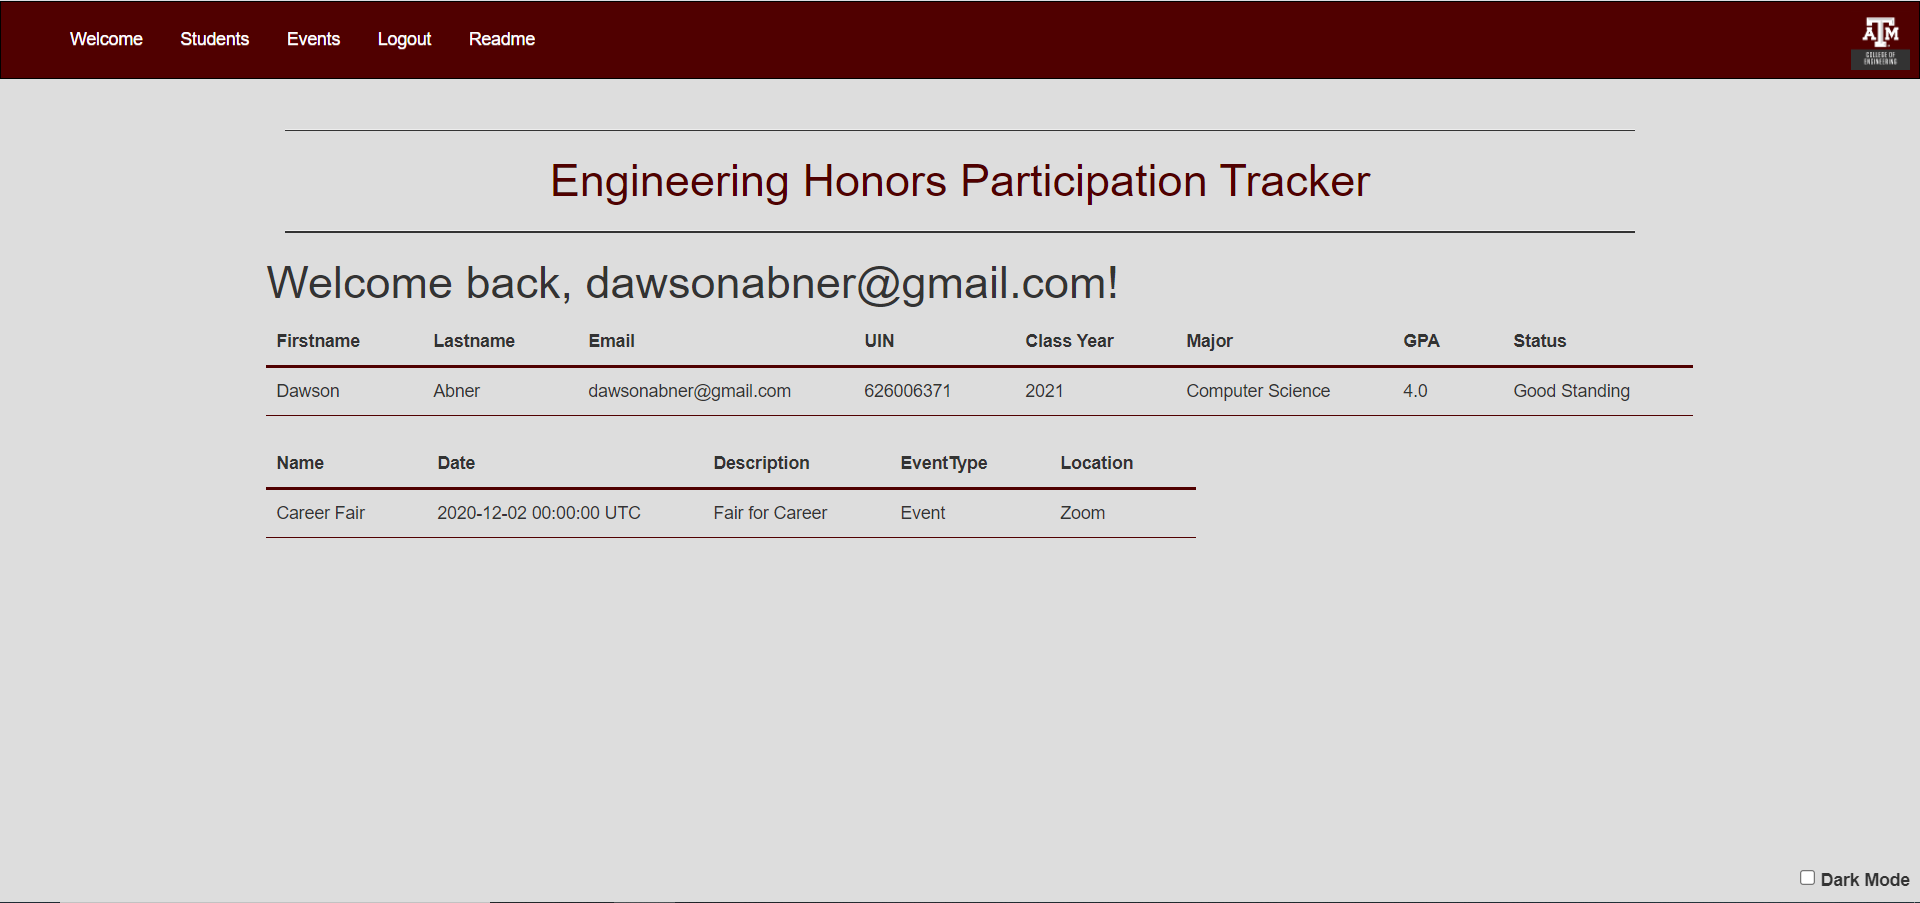 Welcome Students Events Logout Readme
ATM
COLLEGE OF
ENGINEERING
Engineering Honors Participation Tracker
Welcome back, dawsonabner@gmail.com!
Firstname Lastname Email UIN Class Year Major GPA Status
Dawson Abner dawsonabner@gmail.com 626006371 2021 Computer Science 4.0 Good Standing
Name Date Description EventType Location
Career Fair 2020-12-02 00:00:00 UTC Fair for Career Event Zoom
Dark Mode